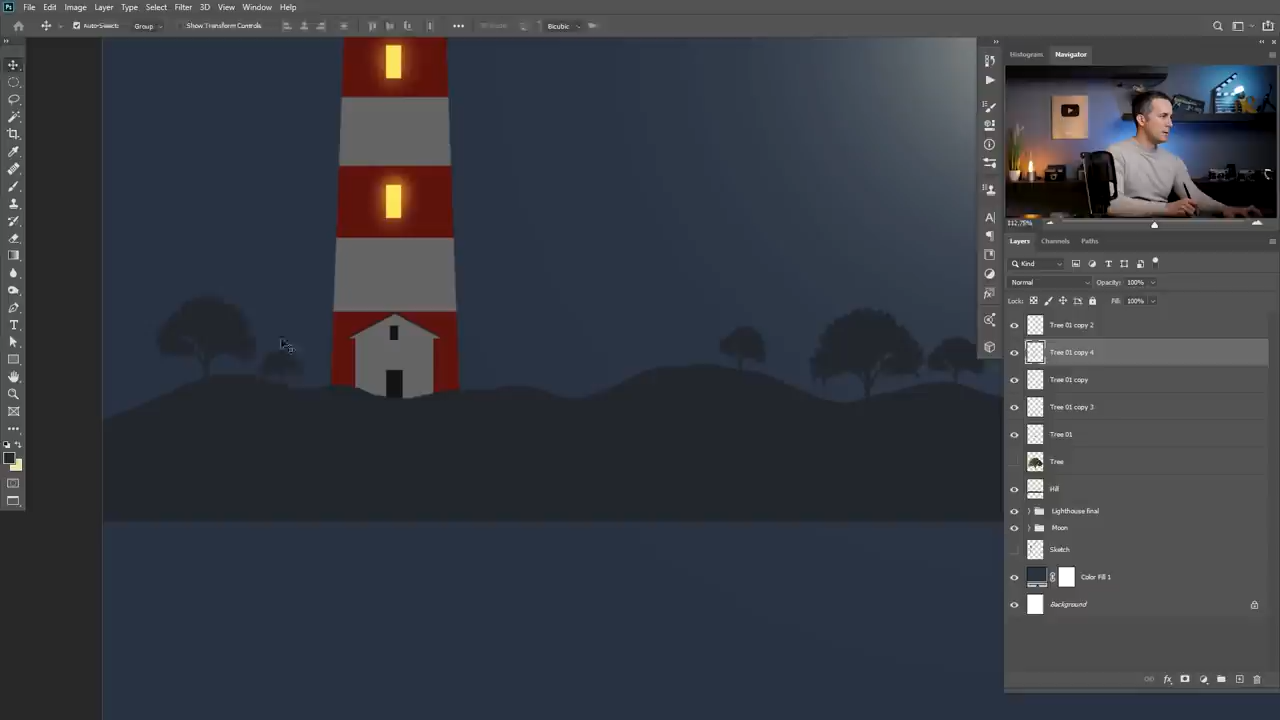 Ps File Edit Image Layer Type Select Filter 3D View Window Help
Auto-Select: Group Show Transform Controls Bicubic
Histogram Navigator
112.75%
Layers Channels Paths
Kind
Normal Opacity: 100%
Lock: Fill: 100%
Tree 01 copy 2
Tree 01 copy 4
Tree 01 copy
Tree 01 copy 3
Tree 01
Tree
Hill
Lighthouse final
Moon
Sketch
Color Fill 1
Background